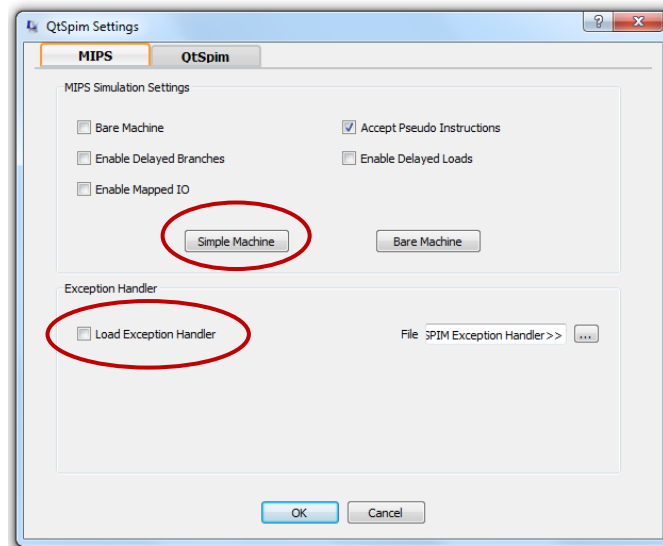 QtSpim Settings
MIPS QtSpim
MIPS Simulation Settings
Bare Machine Accept Pseudo Instructions
Enable Delayed Branches Enable Delayed Loads
Enable Mapped IO
Simple Machine Bare Machine
Exception Handler
Load Exception Handler File SPIM Exception Handler>> ...
OK Cancel